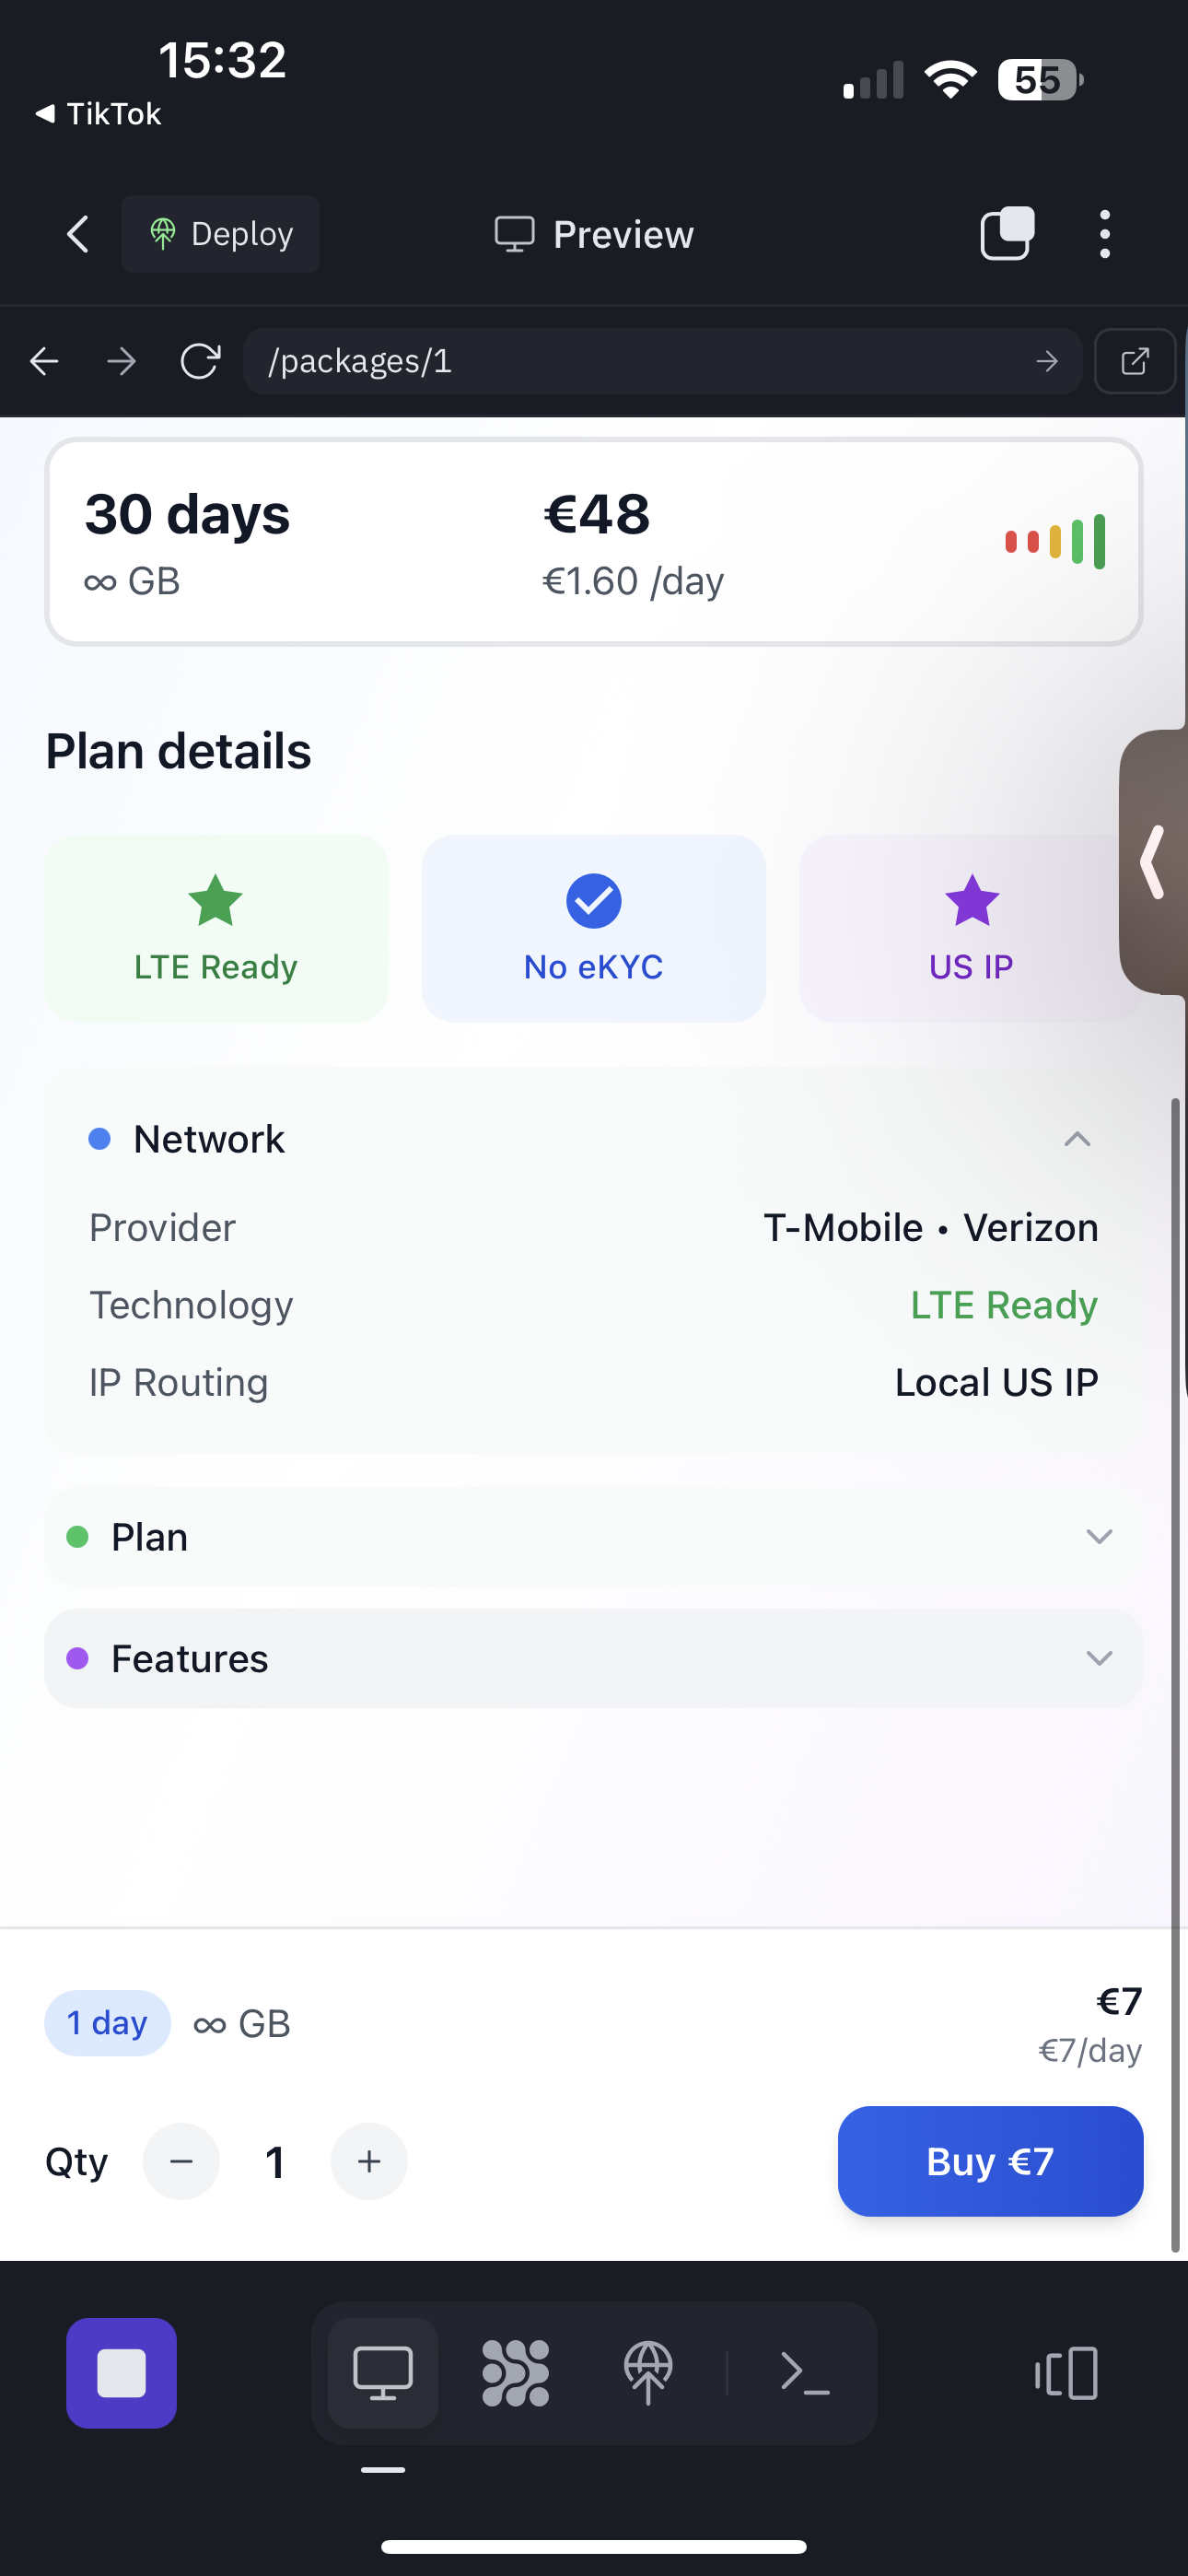 15:32
55
TikTok
Deploy
Preview
/packages/1
30 days
€48
∞ GB
€1.60 /day
Plan details
LTE Ready
No eKYC
US IP
Network
Provider
T-Mobile • Verizon
Technology
LTE Ready
IP Routing
Local US IP
Plan
Features
1 day
∞ GB
€7
€7/day
Qty
1
Buy €7